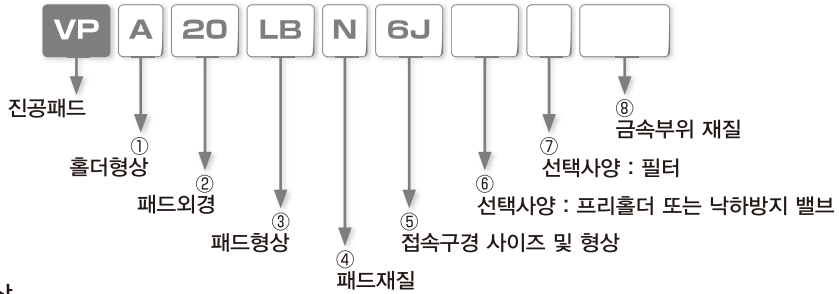 VP A 20 LB N 6J
진공패드
①
홀더형상
②
패드외경
③
패드형상
④
패드재질
⑤
접속구경 사이즈 및 형상
⑥
선택사양 : 프리홀더 또는 낙하방지 밸브
⑦
선택사양 : 필터
⑧
금속부위 재질